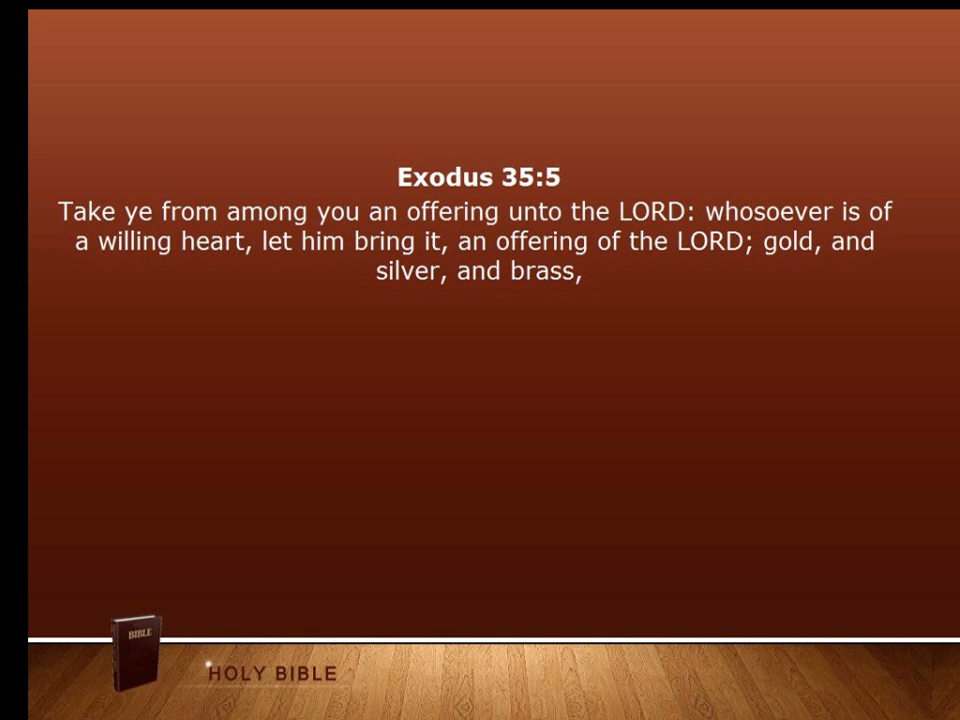 Exodus 35:5
Take ye from among you an offering unto the LORD: whosoever is of
a willing heart, let him bring it, an offering of the LORD; gold, and
silver, and brass,
BIBLE
HOLY BIBLE